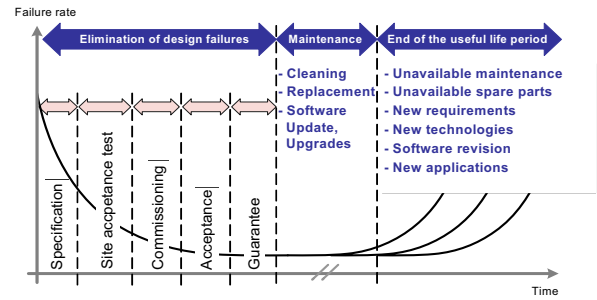 Failure rate
Elimination of design failures
Maintenance
End of the useful life period
- Cleaning
- Replacement
- Software
Update,
Upgrades
- Unavailable maintenance
- Unavailable spare parts
- New requirements
- New technologies
- Software revision
- New applications
Specification
Site accpetance test
Commissioning
Acceptance
Guarantee
Time